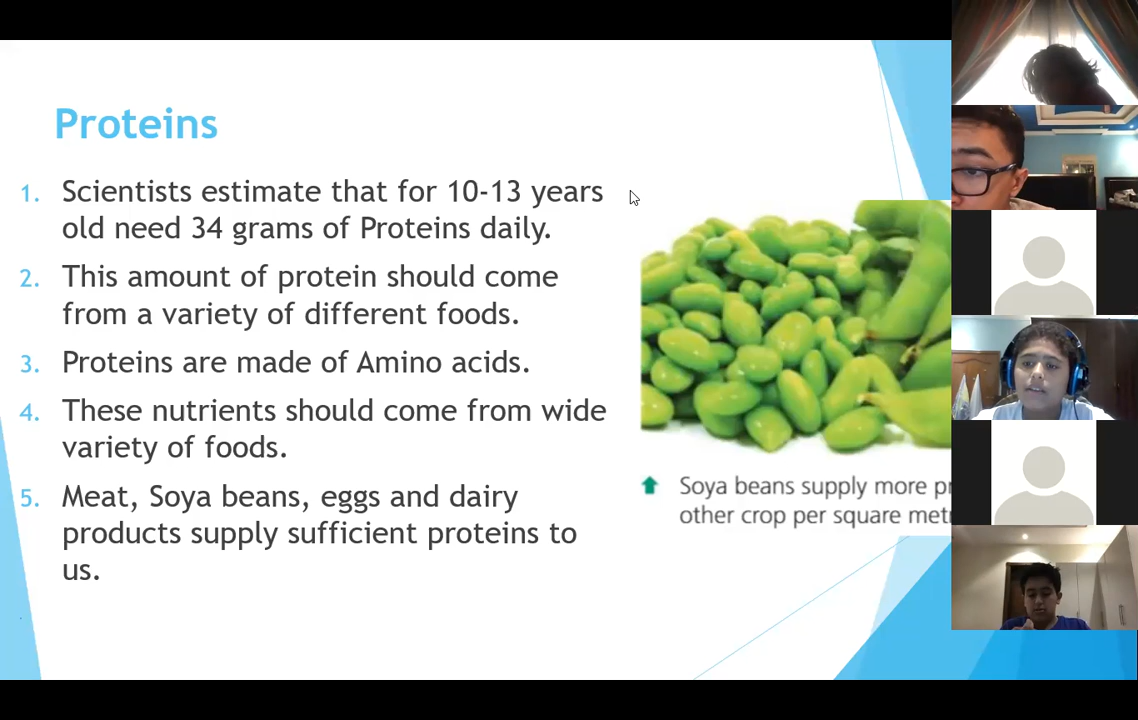 Proteins
1. Scientists estimate that for 10-13 years
old need 34 grams of Proteins daily.
2. This amount of protein should come
from a variety of different foods.
3. Proteins are made of Amino acids.
4. These nutrients should come from wide
variety of foods.
5. Meat, Soya beans, eggs and dairy
products supply sufficient proteins to
us.
Soya beans supply more
other crop per square